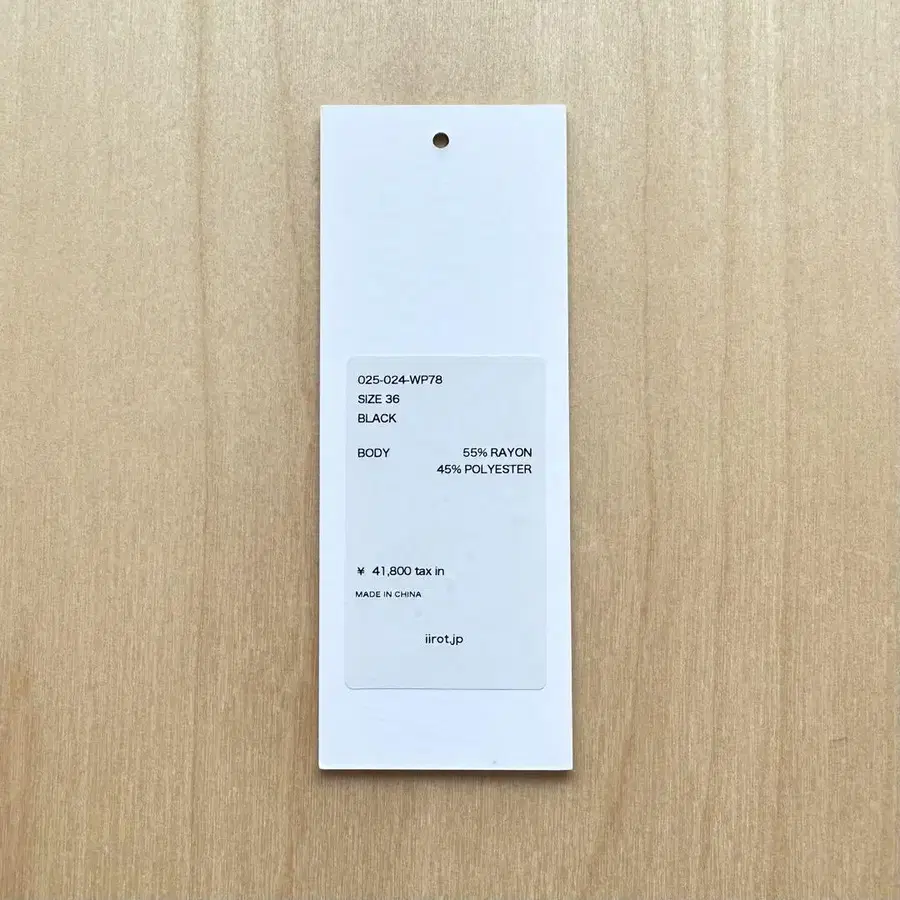 025-024-WP78
SIZE 36
BLACK
BODY 55% RAYON
45% POLYESTER
¥ 41,800 tax in
MADE IN CHINA
iirot.jp